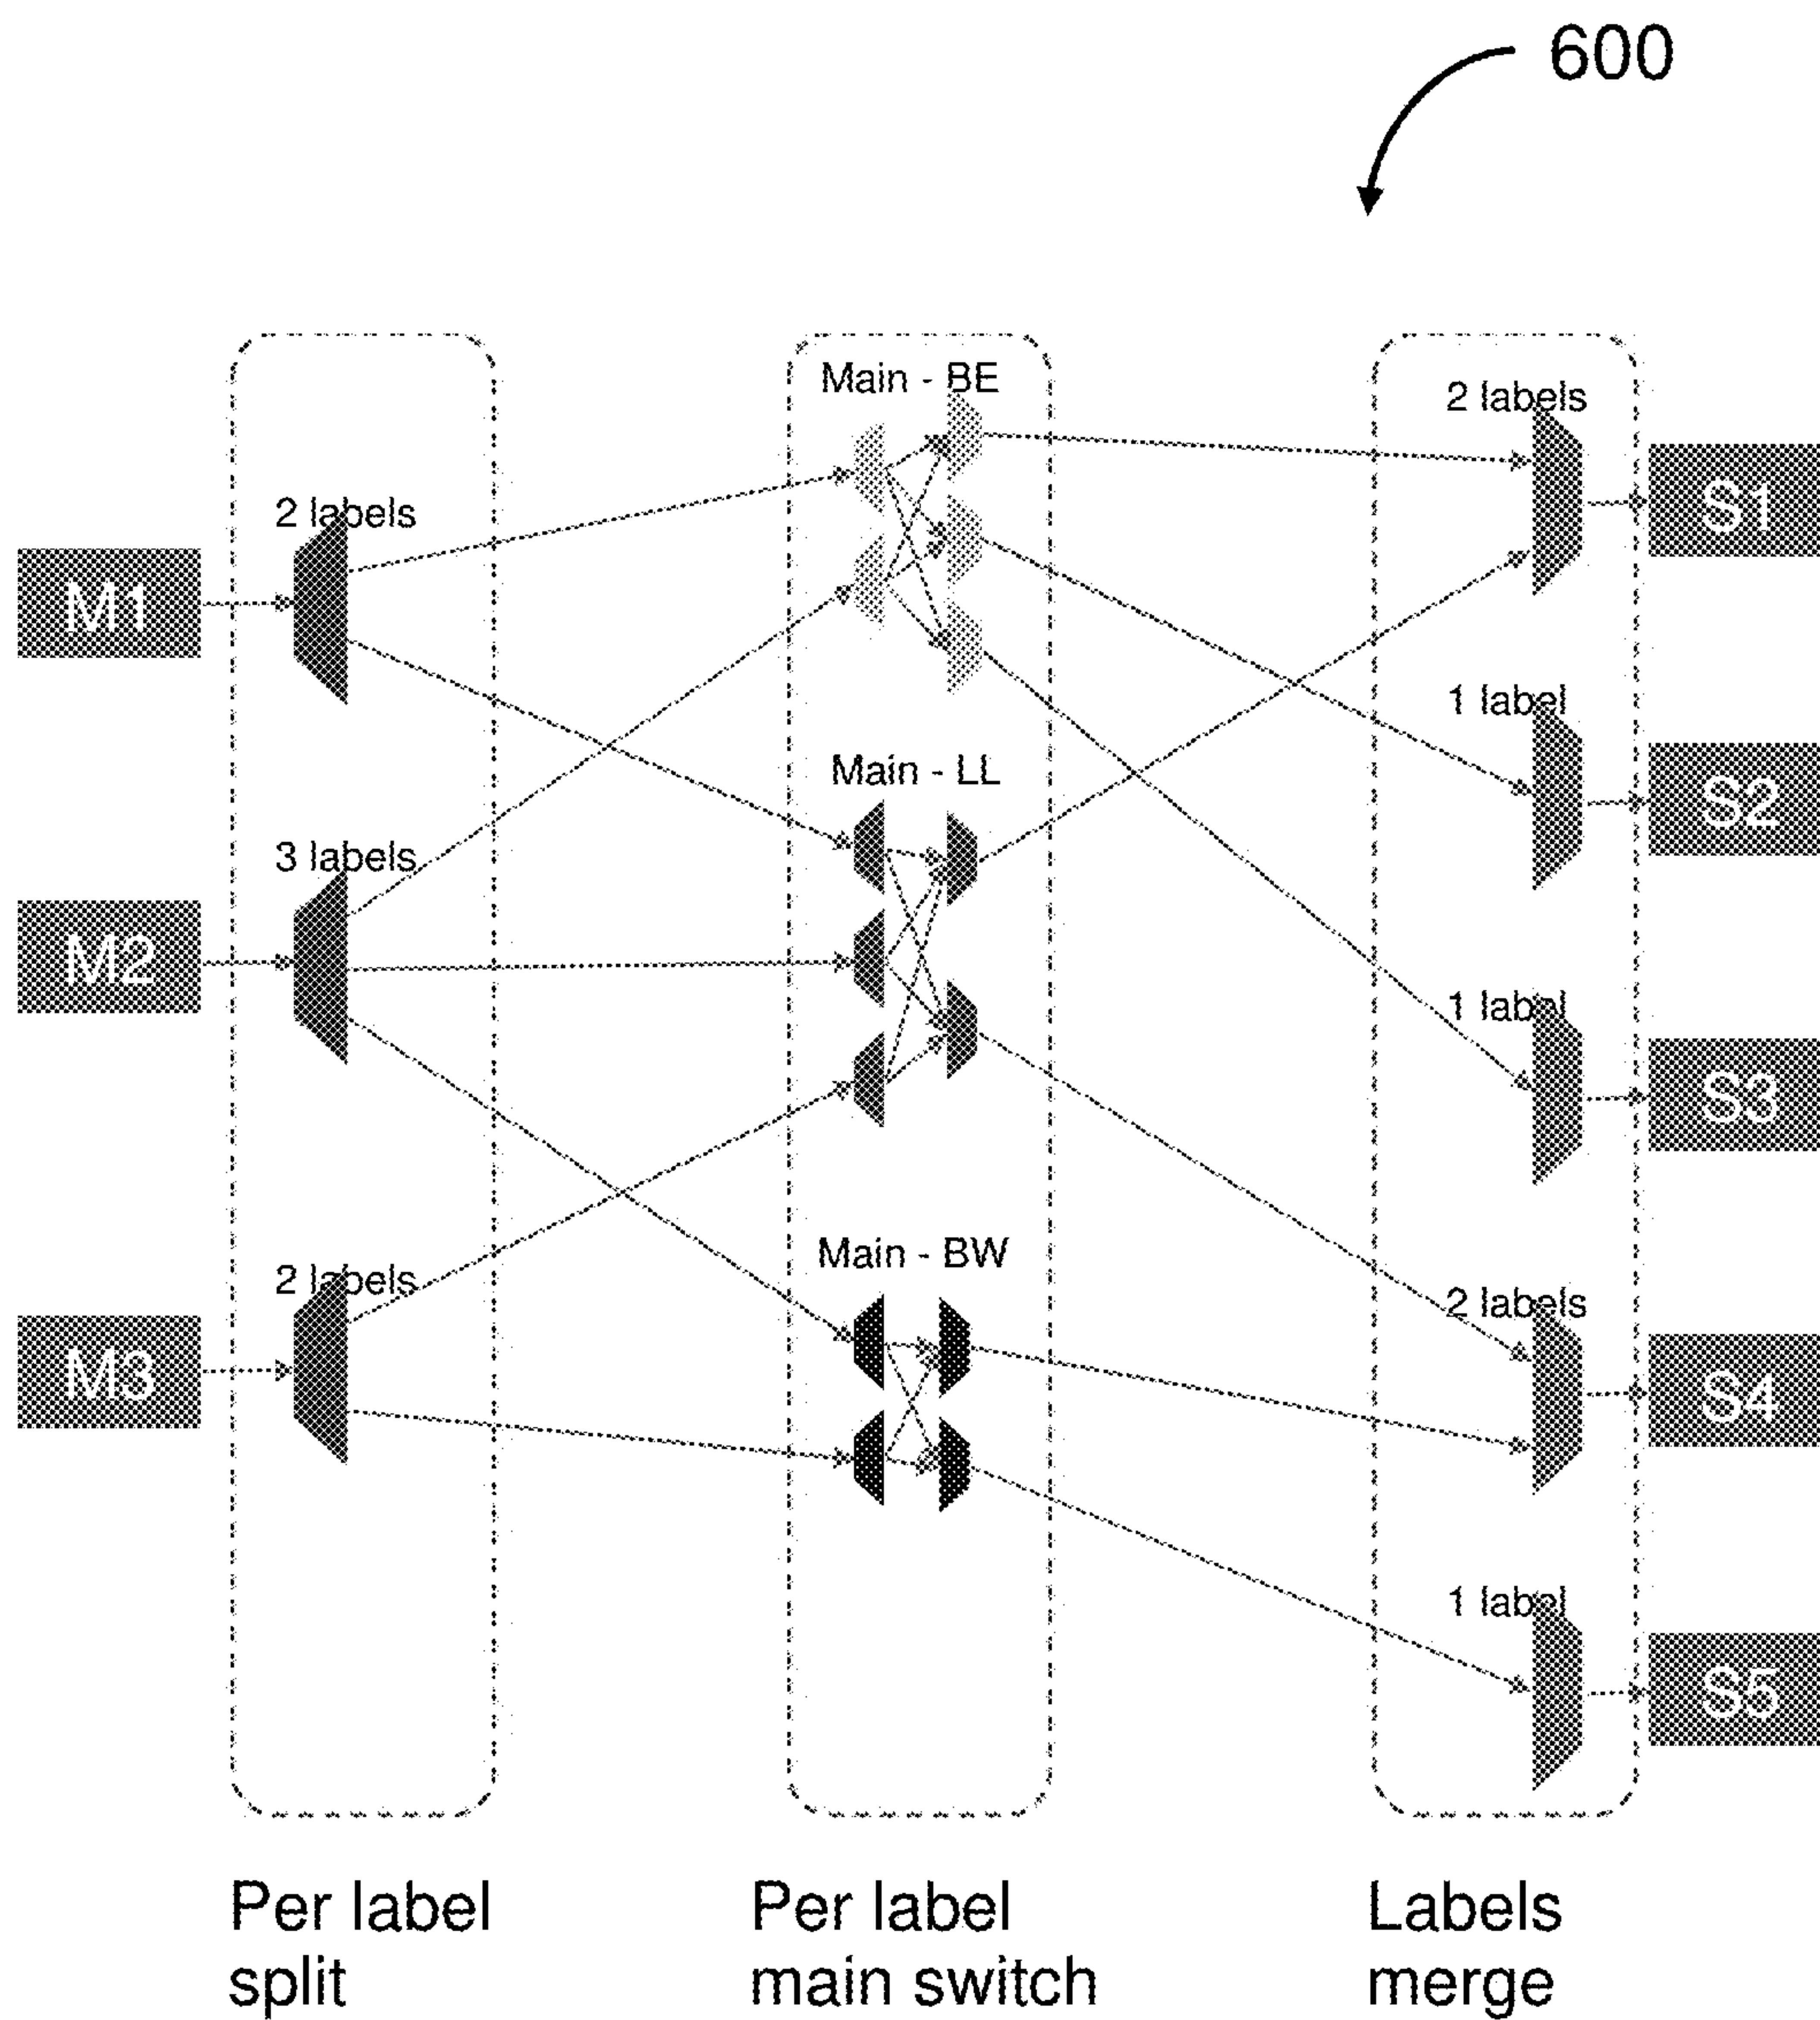 600
Main - BE
2 labels
2 labels
S1
M1
1 label
Main - LL
S2
3 labels
M2
1 label
S3
Main - BW
2 labels
2 labels
M3
S4
1 label
S5
Per label
split
Per label
main switch
Labels
merge